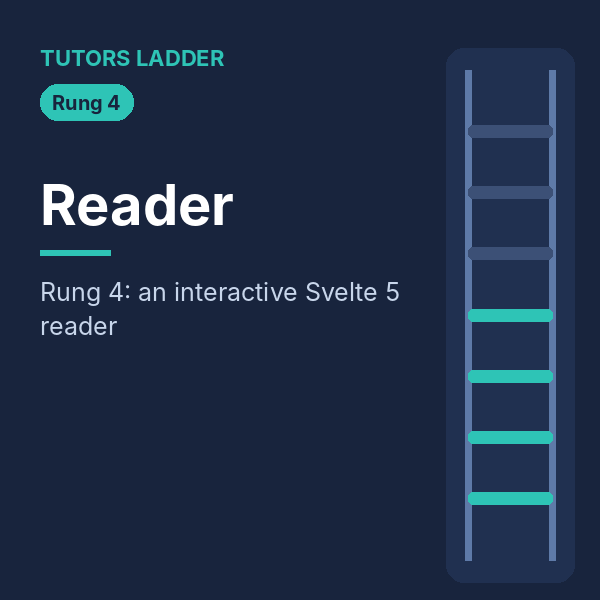 TUTORS LADDER
Rung 4
Reader
Rung 4: an interactive Svelte 5
reader